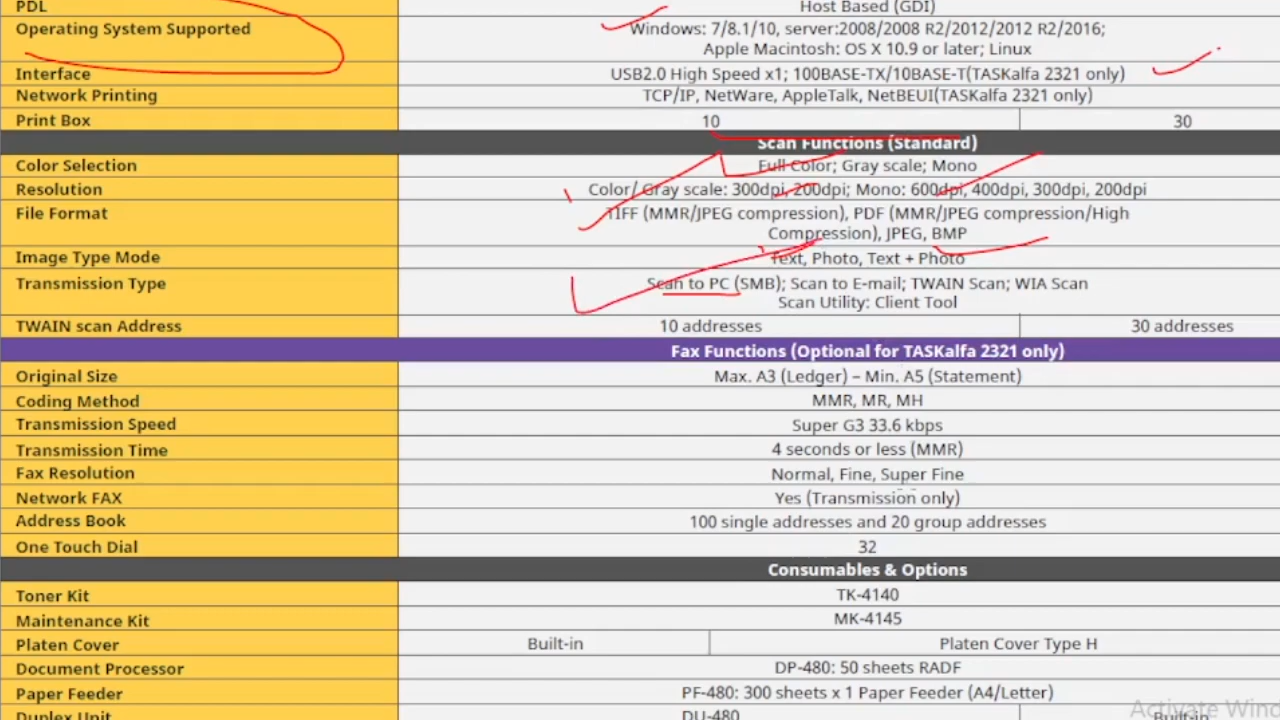 PDL Host Based (GDI)
Operating System Supported Windows: 7/8.1/10, server:2008/2008 R2/2012/2012 R2/2016;
Apple Macintosh: OS X 10.9 or later; Linux
Interface USB2.0 High Speed x1; 100BASE-TX/10BASE-T(TASKalfa 2321 only)
Network Printing TCP/IP, NetWare, AppleTalk, NetBEUI(TASKalfa 2321 only)
Print Box 10 30
Scan Functions (Standard)
Color Selection Full Color; Gray scale; Mono
Resolution Color/ Gray scale: 300dpi, 200dpi; Mono: 600dpi, 400dpi, 300dpi, 200dpi
File Format TIFF (MMR/JPEG compression), PDF (MMR/JPEG compression/High
Compression), JPEG, BMP
Image Type Mode Text, Photo, Text + Photo
Transmission Type Scan to PC (SMB); Scan to E-mail; TWAIN Scan; WIA Scan
Scan Utility: Client Tool
TWAIN scan Address 10 addresses 30 addresses
Fax Functions (Optional for TASKalfa 2321 only)
Original Size Max. A3 (Ledger) – Min. A5 (Statement)
Coding Method MMR, MR, MH
Transmission Speed Super G3 33.6 kbps
Transmission Time 4 seconds or less (MMR)
Fax Resolution Normal, Fine, Super Fine
Network FAX Yes (Transmission only)
Address Book 100 single addresses and 20 group addresses
One Touch Dial 32
Consumables & Options
Toner Kit TK-4140
Maintenance Kit MK-4145
Platen Cover Built-in Platen Cover Type H
Document Processor DP-480: 50 sheets RADF
Paper Feeder PF-480: 300 sheets x 1 Paper Feeder (A4/Letter)
Duplex Unit DU-480 Built-in
Activate Wind